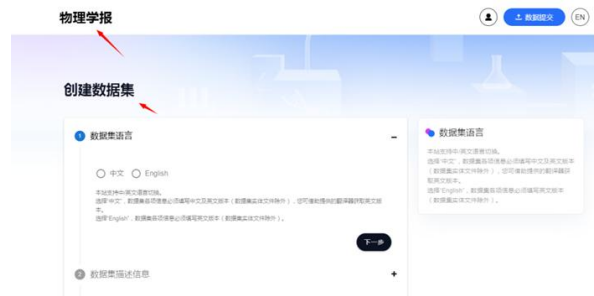 物理学报
数据提交
EN
创建数据集
1 数据集语言
中文 English
本站支持中/英文语言切换。
选择“中文”，数据集各项信息必须填写中文及英文版本（数据集实体文件除外），您可借助提供的翻译器获取英文版
本。
选择“English”，数据集各项信息必须填写英文版本（数据集实体文件除外）。
下一步
2 数据集描述信息
数据集语言
本站支持中/英文语言切换。
选择“中文”，数据集各项信息必须填写中文及英文版本
（数据集实体文件除外），您可借助提供的翻译器获
取英文版本。
选择“English”，数据集各项信息必须填写英文版本
（数据集实体文件除外）。